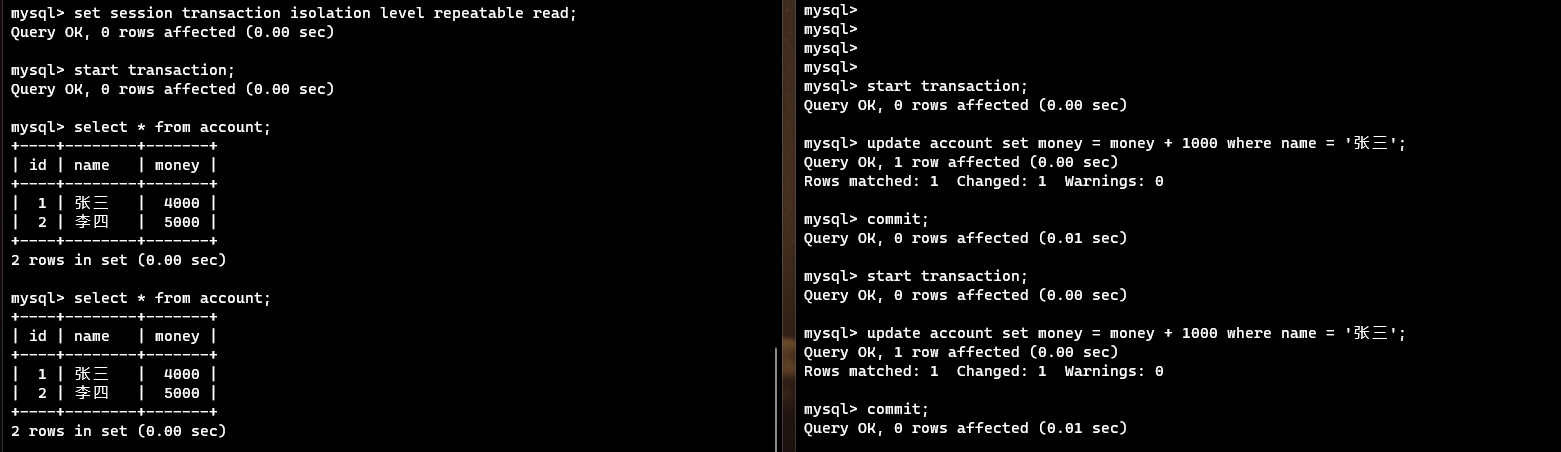 mysql> set session transaction isolation level repeatable read;
Query OK, 0 rows affected (0.00 sec)
mysql> start transaction;
Query OK, 0 rows affected (0.00 sec)
mysql> select * from account;
+----+--------+-------+
| id | name   | money |
+----+--------+-------+
|  1 | 张三   |  4000 |
|  2 | 李四   |  5000 |
+----+--------+-------+
2 rows in set (0.00 sec)
mysql> select * from account;
+----+--------+-------+
| id | name   | money |
+----+--------+-------+
|  1 | 张三   |  4000 |
|  2 | 李四   |  5000 |
+----+--------+-------+
2 rows in set (0.00 sec)
mysql>
mysql>
mysql>
mysql>
mysql> start transaction;
Query OK, 0 rows affected (0.00 sec)
mysql> update account set money = money + 1000 where name = '张三';
Query OK, 1 row affected (0.00 sec)
Rows matched: 1  Changed: 1  Warnings: 0
mysql> commit;
Query OK, 0 rows affected (0.01 sec)
mysql> start transaction;
Query OK, 0 rows affected (0.00 sec)
mysql> update account set money = money + 1000 where name = '张三';
Query OK, 1 row affected (0.00 sec)
Rows matched: 1  Changed: 1  Warnings: 0
mysql> commit;
Query OK, 0 rows affected (0.01 sec)